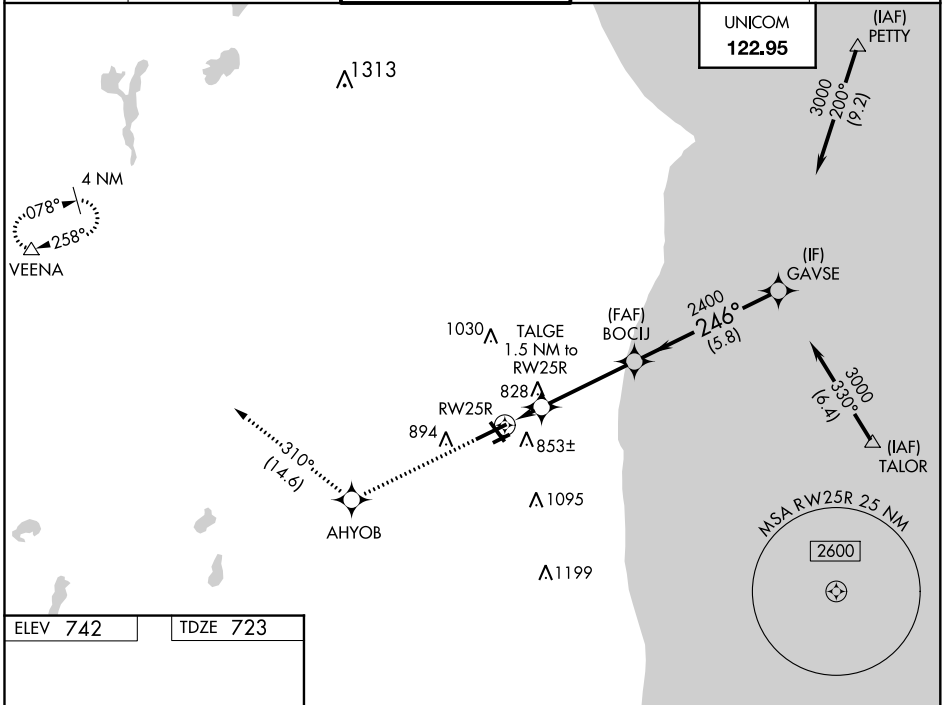 UNICOM
122.95
(IAF)
PETTY
1313
3000
200°
(9.2)
4 NM
078°
258°
VEENA
(IF)
GAVSE
2400
246°
(5.8)
(FAF)
BOCIJ
1030
TALGE
1.5 NM to
RW25R
828
RW25R
894
853±
3000
330°
(6.4)
(IAF)
TALOR
310°
(14.6)
AHYOB
1095
1199
MSA RW25R 25 NM
2600
ELEV 742
TDZE 723